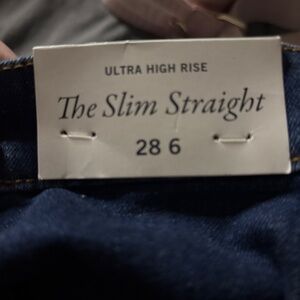 ULTRA HIGH RISE
The Slim Straight
28 6